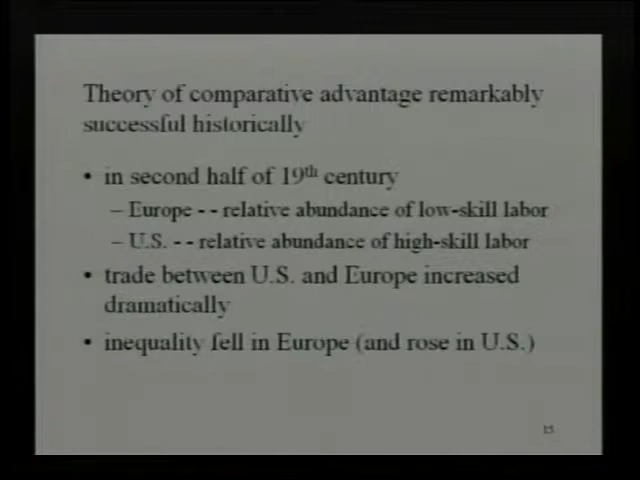 Theory of comparative advantage remarkably
successful historically
• in second half of 19th century
– Europe - - relative abundance of low-skill labor
– U.S. - - relative abundance of high-skill labor
• trade between U.S. and Europe increased
dramatically
• inequality fell in Europe (and rose in U.S.)
15